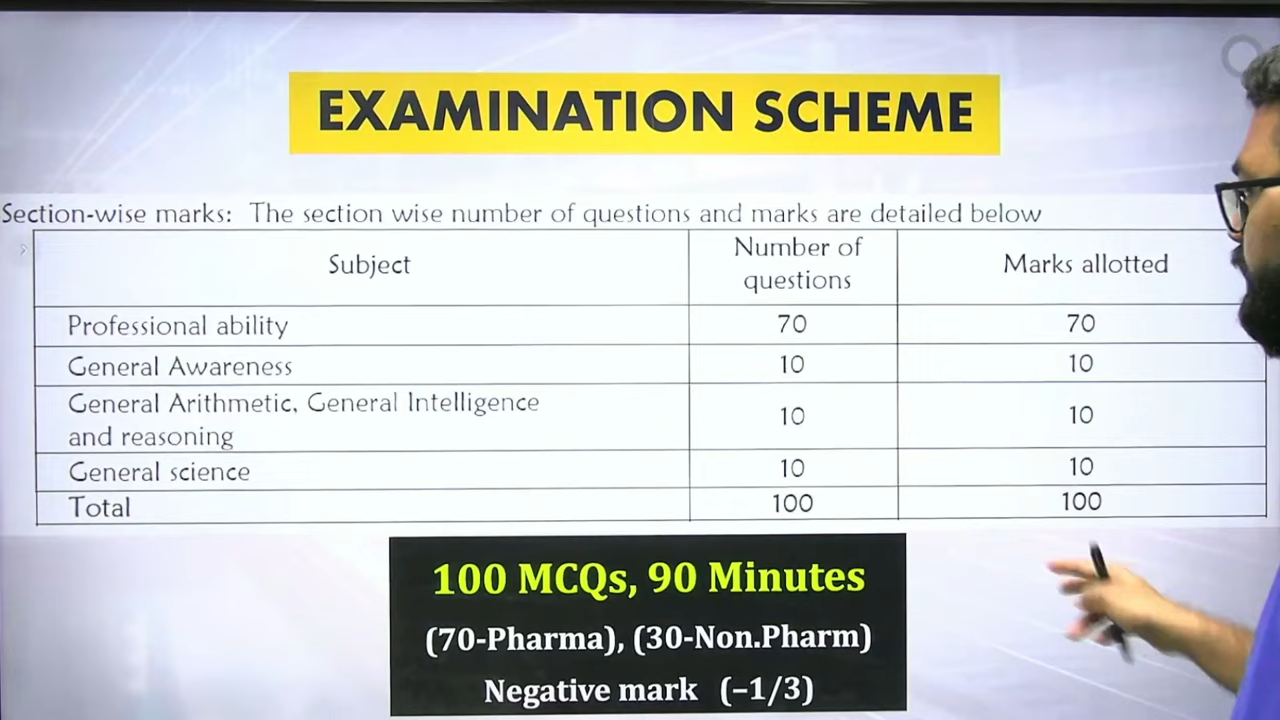 EXAMINATION SCHEME
Section-wise marks: The section wise number of questions and marks are detailed below
Subject
Number of questions
Marks allotted
Professional ability 70 70
General Awareness 10 10
General Arithmetic, General Intelligence
and reasoning 10 10
General science 10 10
Total 100 100
100 MCQs, 90 Minutes
(70-Pharma), (30-Non.Pharm)
Negative mark (–1/3)